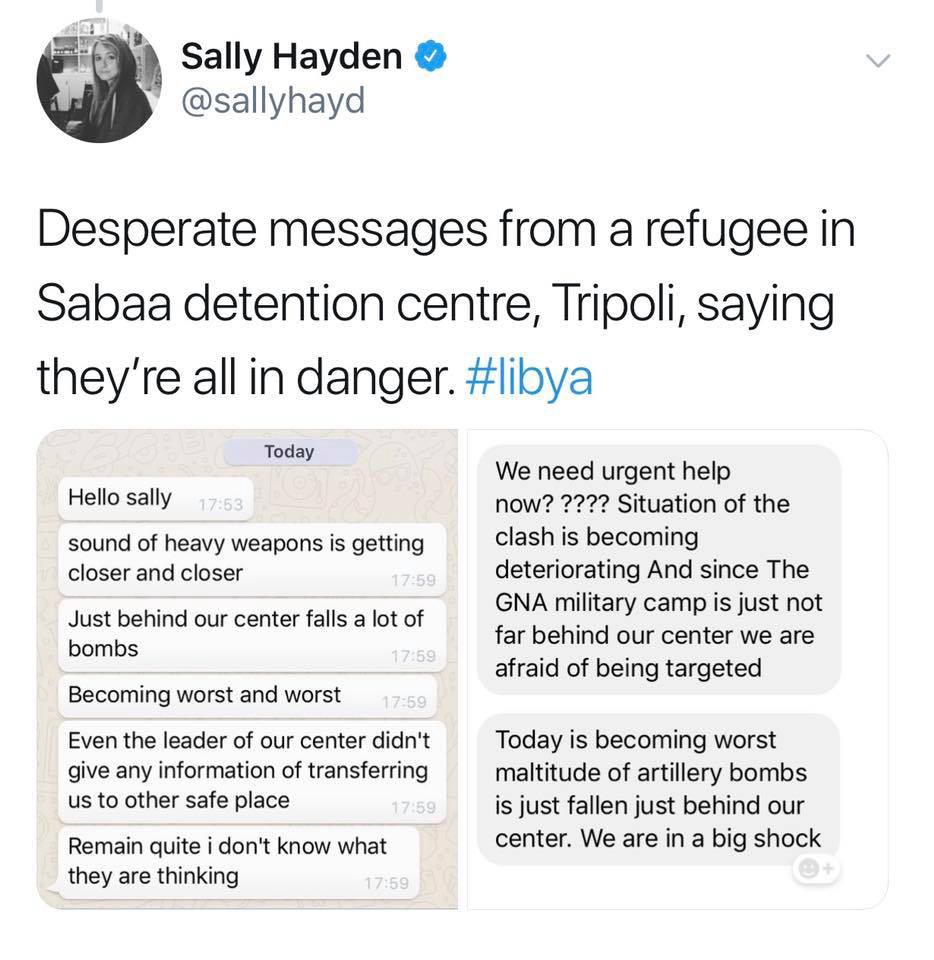 Sally Hayden
@sallyhayd
Desperate messages from a refugee in
Sabaa detention centre, Tripoli, saying
they’re all in danger. #libya
Today
Hello sally 17:53
sound of heavy weapons is getting
closer and closer 17:59
Just behind our center falls a lot of
bombs 17:59
Becoming worst and worst 17:59
Even the leader of our center didn't
give any information of transferring
us to other safe place 17:59
Remain quite i don't know what
they are thinking 17:59
We need urgent help
now? ???? Situation of the
clash is becoming
deteriorating And since The
GNA military camp is just not
far behind our center we are
afraid of being targeted
Today is becoming worst
maltitude of artillery bombs
is just fallen just behind our
center. We are in a big shock